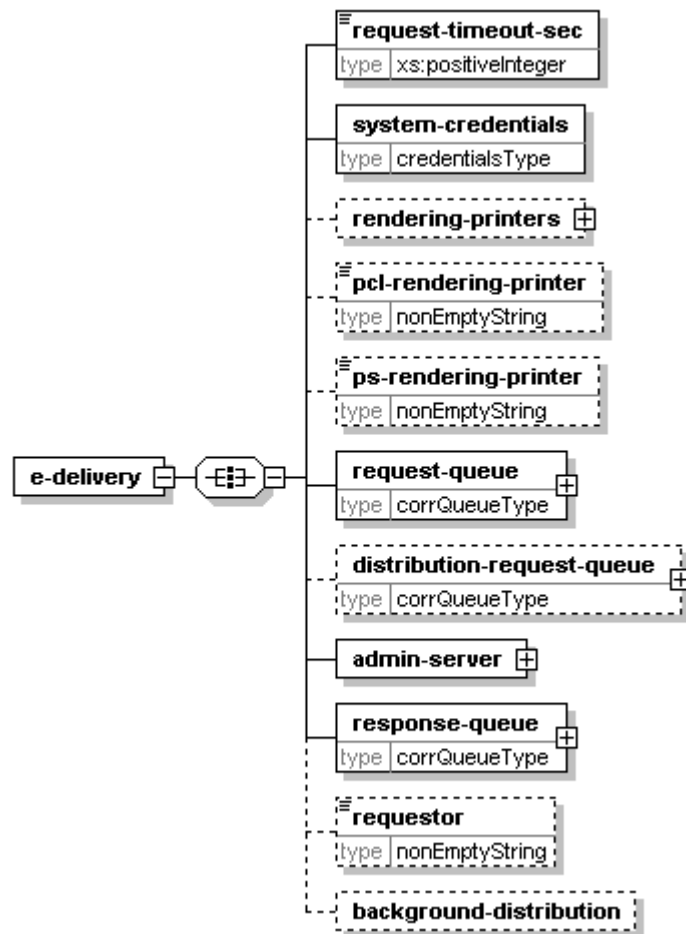 request-timeout-sec
type xs:positiveInteger
system-credentials
type credentialsType
rendering-printers
pcl-rendering-printer
type nonEmptyString
ps-rendering-printer
type nonEmptyString
e-delivery
request-queue
type corrQueueType
distribution-request-queue
type corrQueueType
admin-server
response-queue
type corrQueueType
requestor
type nonEmptyString
background-distribution